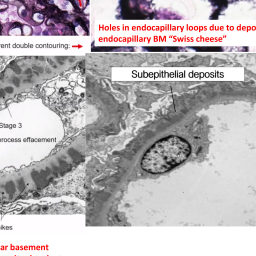 Holes in endocapillary loops due to depo
endocapillary BM "Swiss cheese"
rent double contouring:
Subepithelial deposits
Stage 3
process effacement
ikes
ar basement